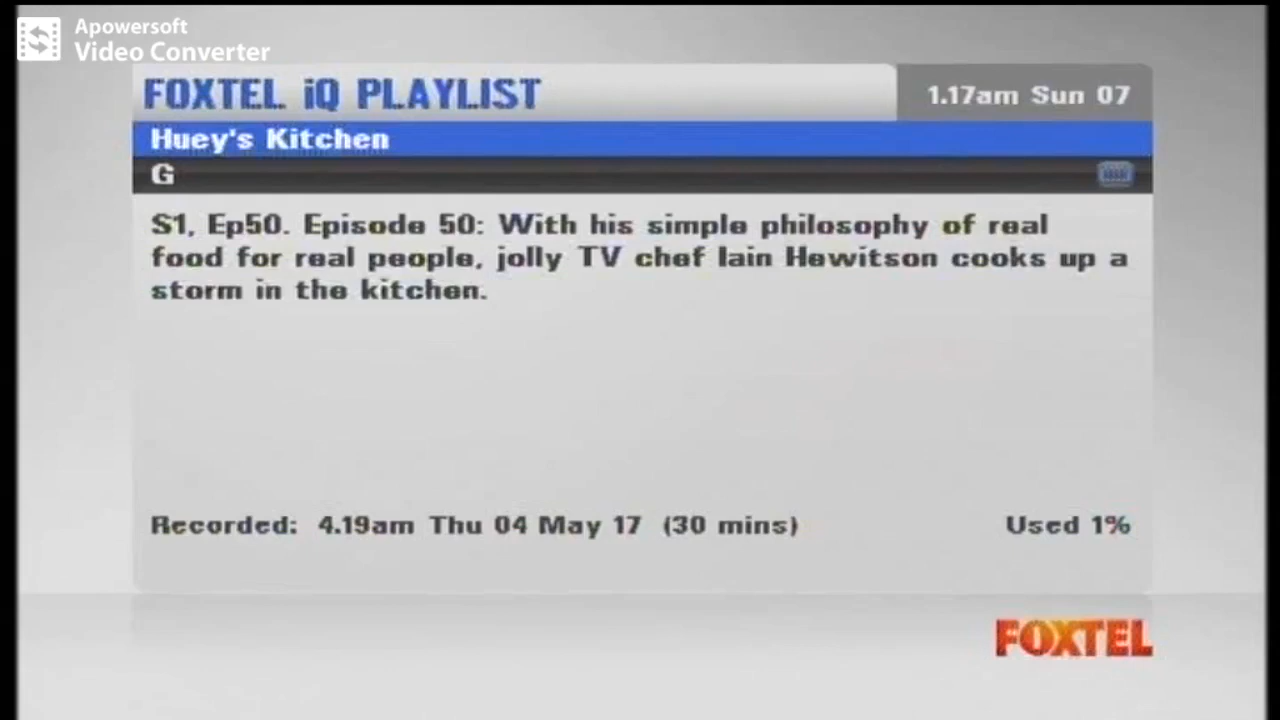 Apowersoft
Video Converter
FOXTEL iQ PLAYLIST
1.17am Sun 07
Huey's Kitchen
G
S1, Ep50. Episode 50: With his simple philosophy of real
food for real people, jolly TV chef Iain Hewitson cooks up a
storm in the kitchen.
Recorded: 4.19am Thu 04 May 17 (30 mins)
Used 1%
FOXTEL